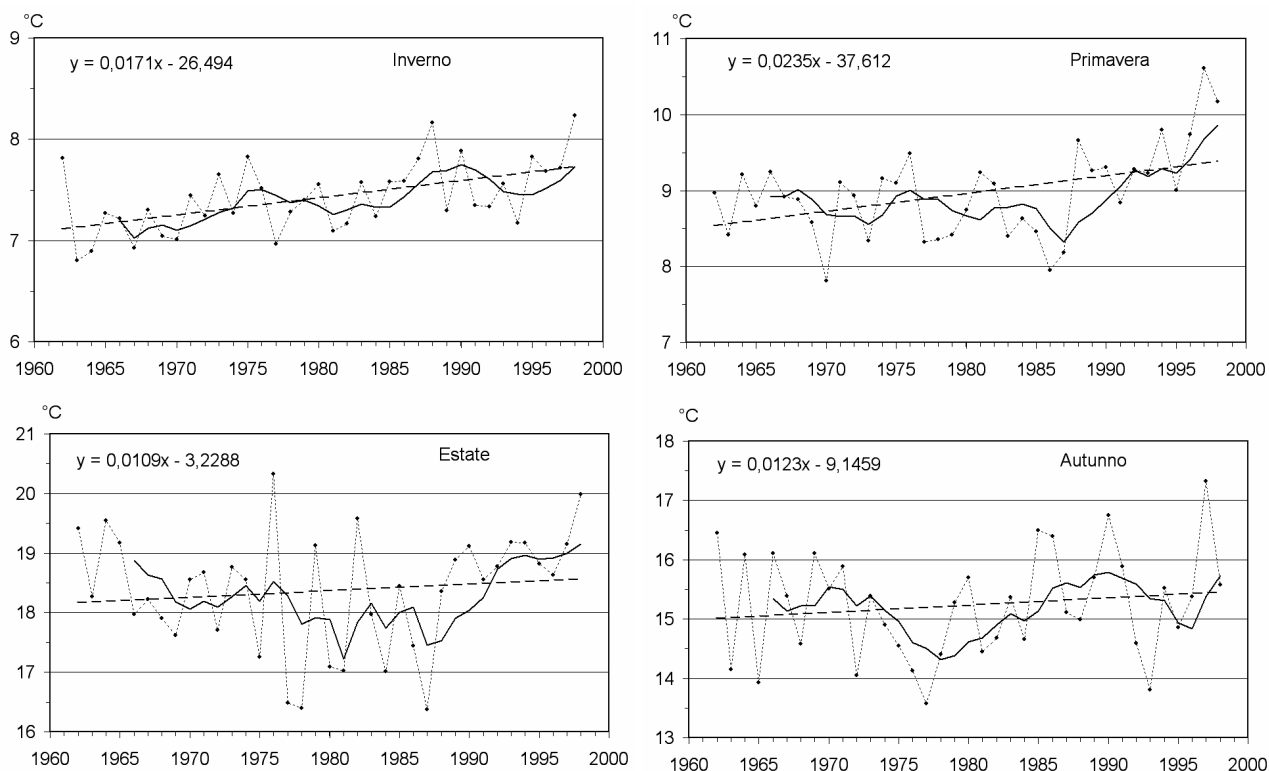 °C
9
8
7
6
y = 0,0171x - 26,494
Inverno
1960 1965 1970 1975 1980 1985 1990 1995 2000
°C
11
10
9
8
7
y = 0,0235x - 37,612
Primavera
1960 1965 1970 1975 1980 1985 1990 1995 2000
°C
21
20
19
18
17
16
y = 0,0109x - 3,2288
Estate
1960 1965 1970 1975 1980 1985 1990 1995 2000
°C
18
17
16
15
14
13
y = 0,0123x - 9,1459
Autunno
1960 1965 1970 1975 1980 1985 1990 1995 2000